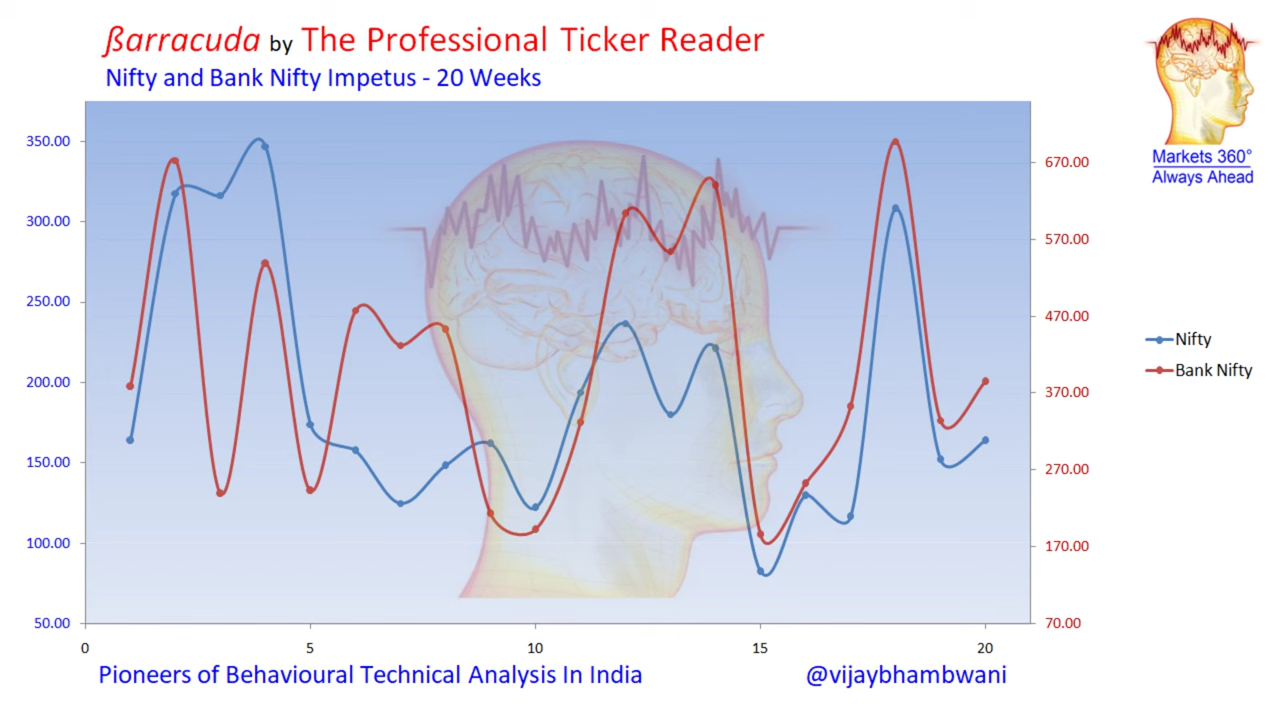 ßarracuda by The Professional Ticker Reader
Nifty and Bank Nifty Impetus - 20 Weeks
Markets 360°
Always Ahead
350.00
300.00
250.00
200.00
150.00
100.00
50.00
670.00
570.00
470.00
370.00
270.00
170.00
70.00
Nifty
Bank Nifty
0 5 10 15 20
Pioneers of Behavioural Technical Analysis In India @vijaybhambwani